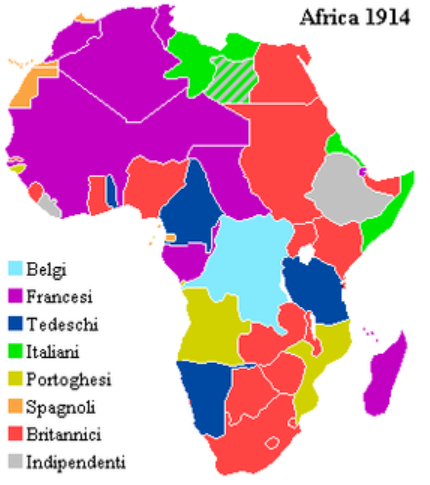 Africa 1914
Belgi
Francesi
Tedeschi
Italiani
Portoghesi
Spagnoli
Britannici
Indipendenti